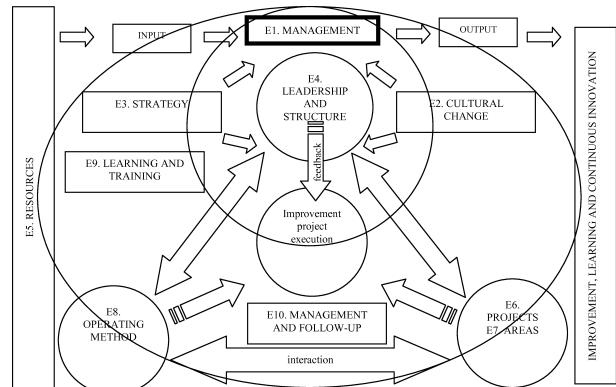 INPUT
E1. MANAGEMENT
OUTPUT
E4.
LEADERSHIP
AND
STRUCTURE
E3. STRATEGY
E2. CULTURAL
CHANGE
E9. LEARNING AND
TRAINING
feedback
Improvement
project
execution
E5. RESOURCES
IMPROVEMENT, LEARNING AND CONTINUOUS INNOVATION
E8.
OPERATING
METHOD
E10. MANAGEMENT
AND FOLLOW-UP
E6.
PROJECTS
E7. AREAS
interaction